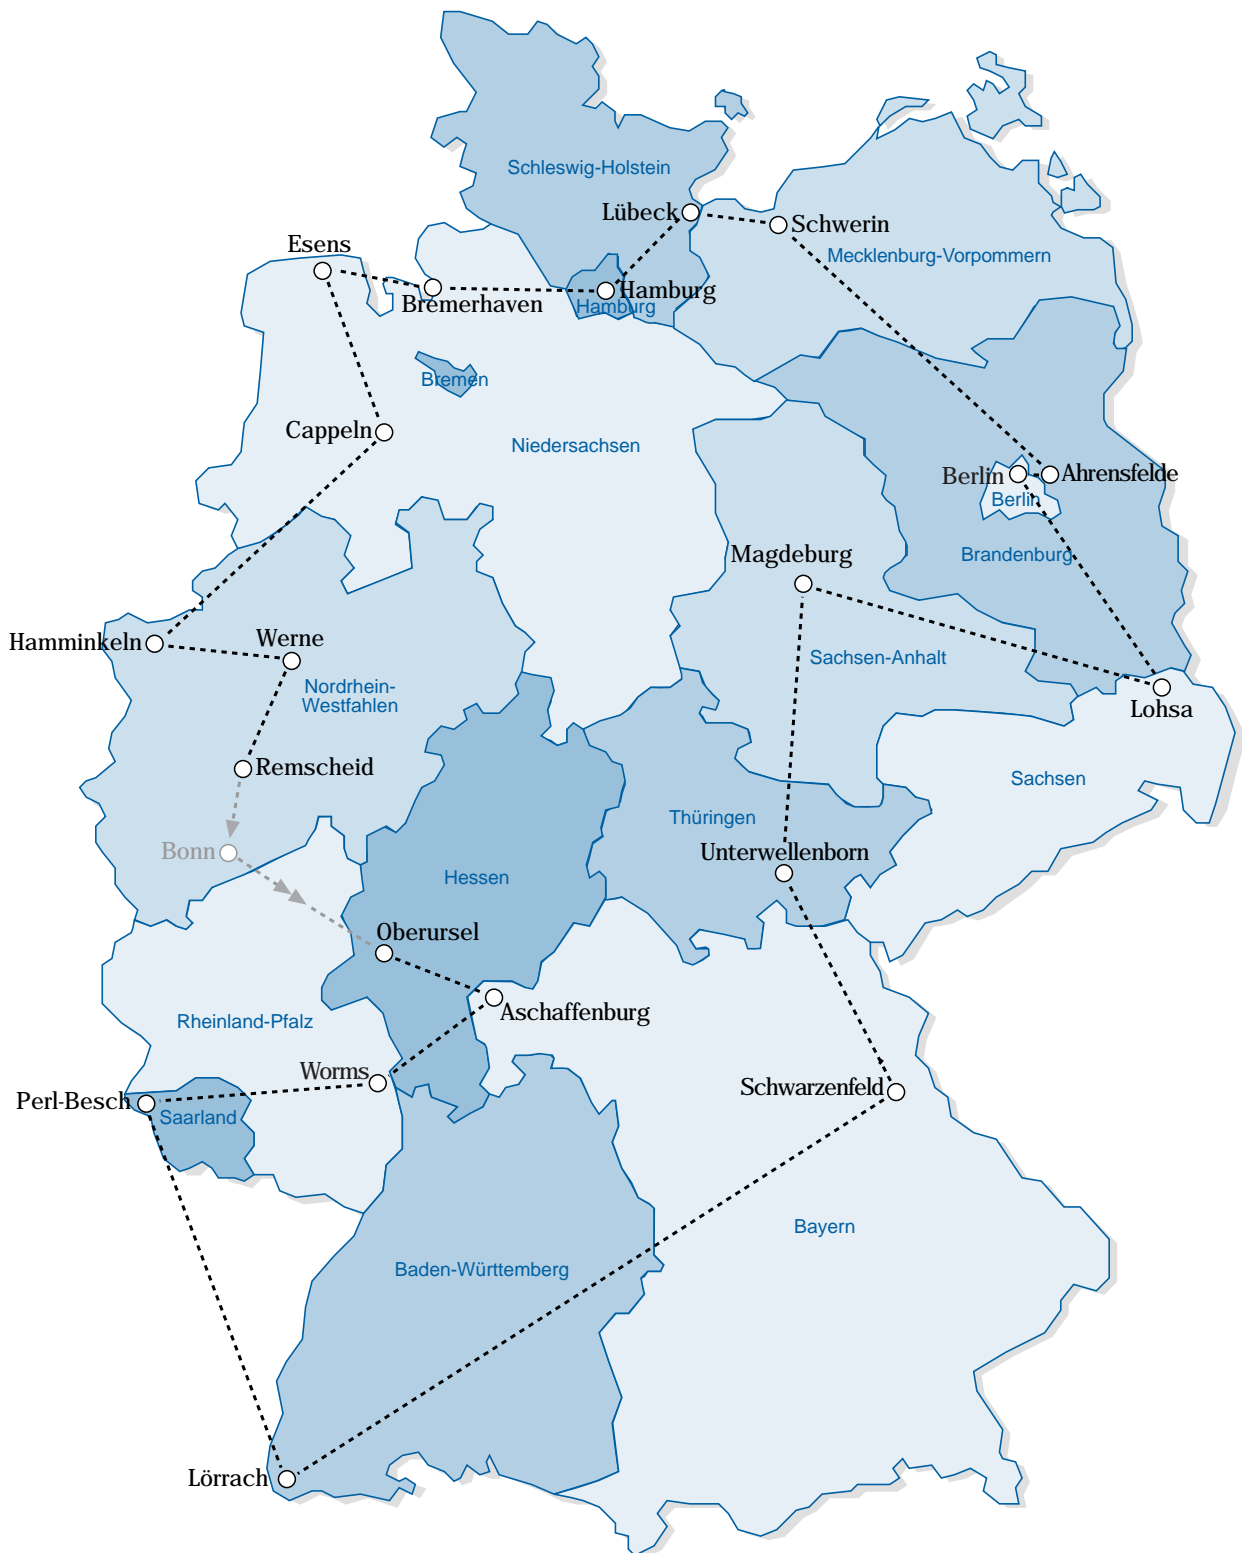 Schleswig-Holstein
Lübeck
Schwerin
Esens
Mecklenburg-Vorpommern
Hamburg
Bremerhaven
Hamburg
Bremen
Cappeln
Niedersachsen
Berlin
Ahrensfelde
Berlin
Magdeburg
Brandenburg
Hamminkeln
Werne
Sachsen-Anhalt
Nordrhein-
Westfahlen
Lohsa
Remscheid
Sachsen
Thüringen
Bonn
Unterwellenborn
Hessen
Oberursel
Aschaffenburg
Rheinland-Pfalz
Worms
Schwarzenfeld
Perl-Besch
Saarland
Bayern
Baden-Württemberg
Lörrach